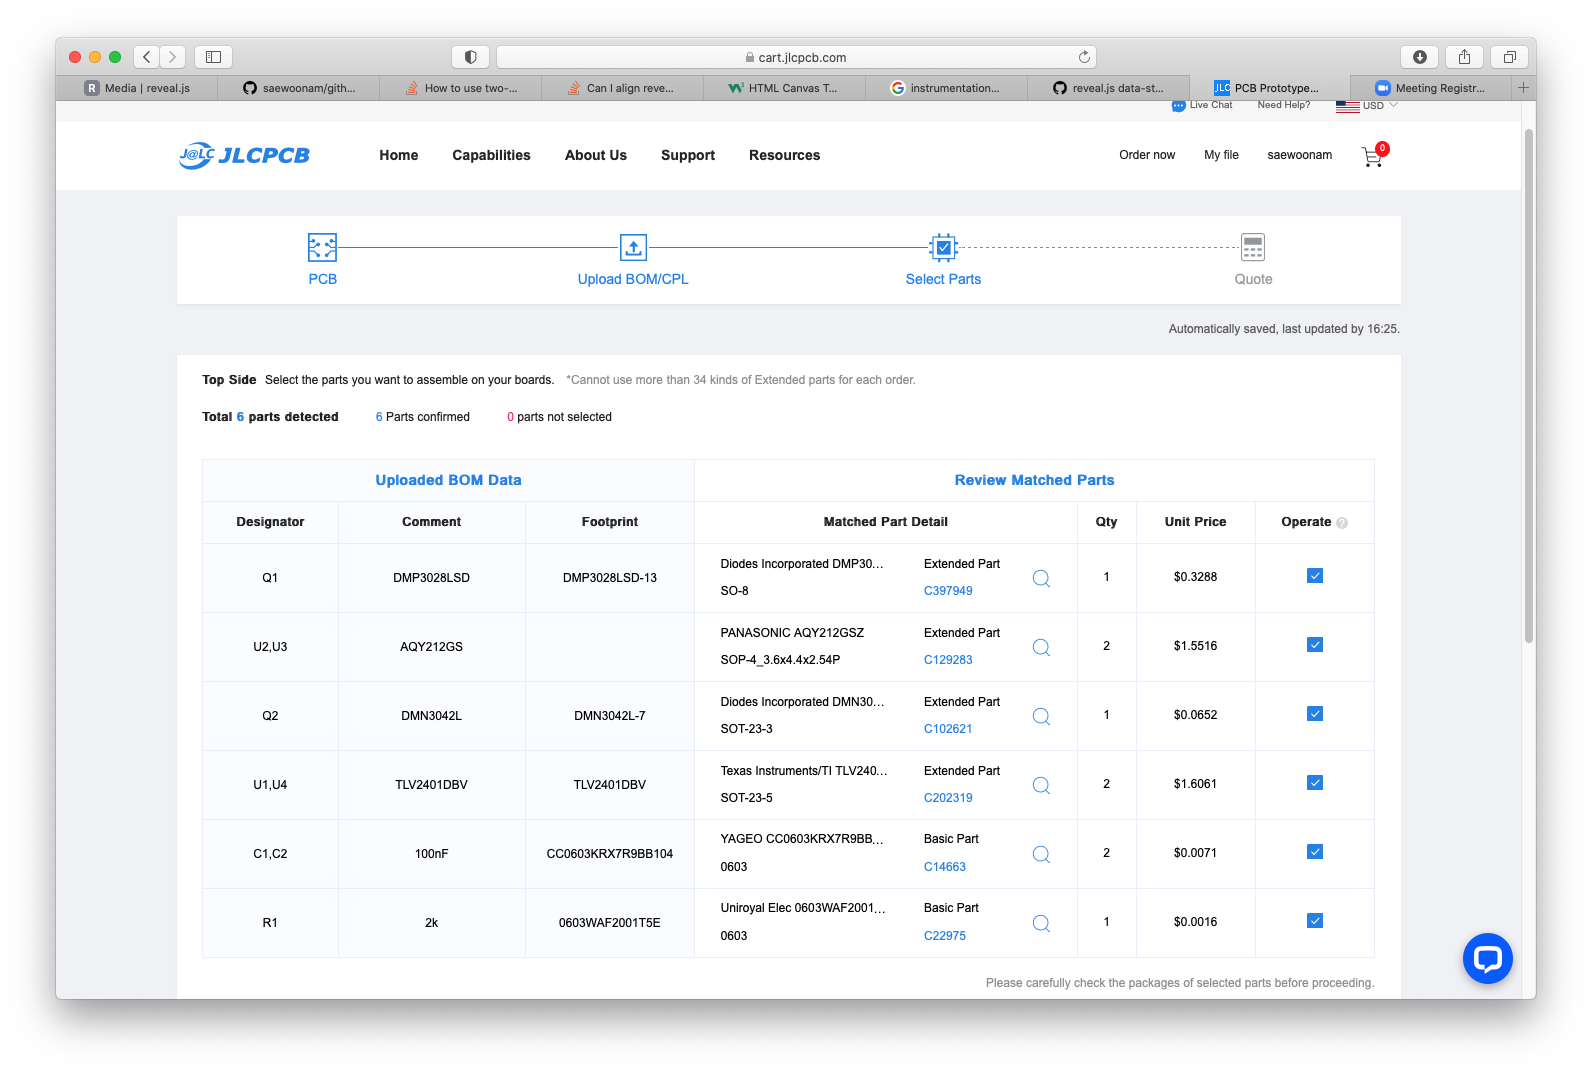 cart.jlcpcb.com
R Media | reveal.js
saewoonam/gith...
How to use two-...
Can I align reve...
HTML Canvas T...
instrumentation...
reveal.js data-st...
JLC PCB Prototype...
Meeting Registr...
Live Chat Need Help? USD
J@LC JLCPCB Home Capabilities About Us Support Resources Order now My file saewoonam 0
PCB Upload BOM/CPL Select Parts Quote
Automatically saved, last updated by 16:25.
Top Side Select the parts you want to assemble on your boards. *Cannot use more than 34 kinds of Extended parts for each order.
Total 6 parts detected 6 Parts confirmed 0 parts not selected
Uploaded BOM Data Review Matched Parts
Designator Comment Footprint Matched Part Detail Qty Unit Price Operate ?
Diodes Incorporated DMP30... Extended Part
Q1 DMP3028LSD DMP3028LSD-13 1 $0.3288
SO-8 C397949
PANASONIC AQY212GSZ Extended Part
U2,U3 AQY212GS 2 $1.5516
SOP-4_3.6x4.4x2.54P C129283
Diodes Incorporated DMN30... Extended Part
Q2 DMN3042L DMN3042L-7 1 $0.0652
SOT-23-3 C102621
Texas Instruments/TI TLV240... Extended Part
U1,U4 TLV2401DBV TLV2401DBV 2 $1.6061
SOT-23-5 C202319
YAGEO CC0603KRX7R9BB... Basic Part
C1,C2 100nF CC0603KRX7R9BB104 2 $0.0071
0603 C14663
Uniroyal Elec 0603WAF2001... Basic Part
R1 2k 0603WAF2001T5E 1 $0.0016
0603 C22975
Please carefully check the packages of selected parts before proceeding.